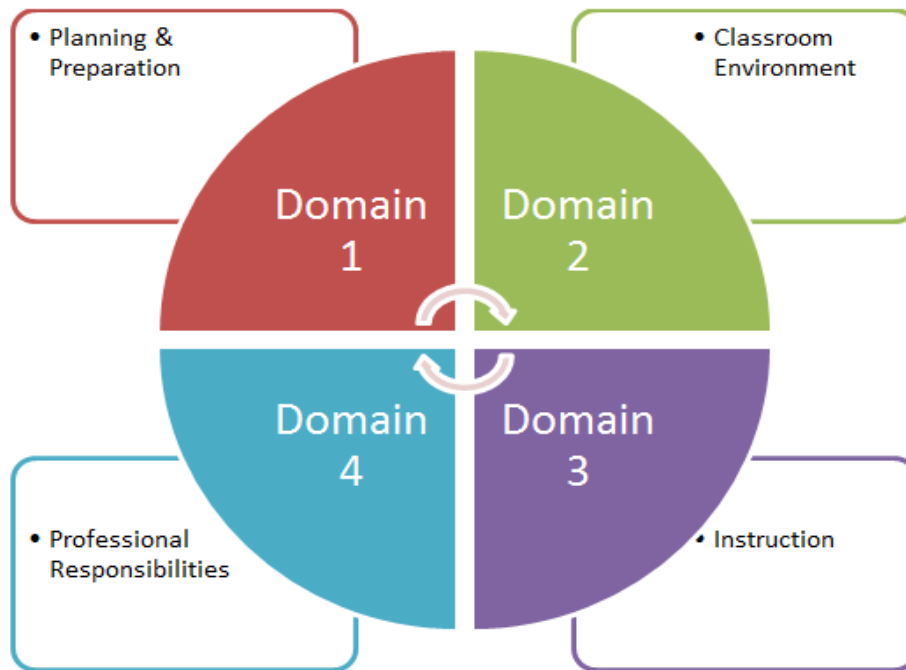 • Planning &
Preparation
• Classroom
Environment
Domain
1
Domain
2
Domain
4
Domain
3
• Professional
Responsibilities
• Instruction